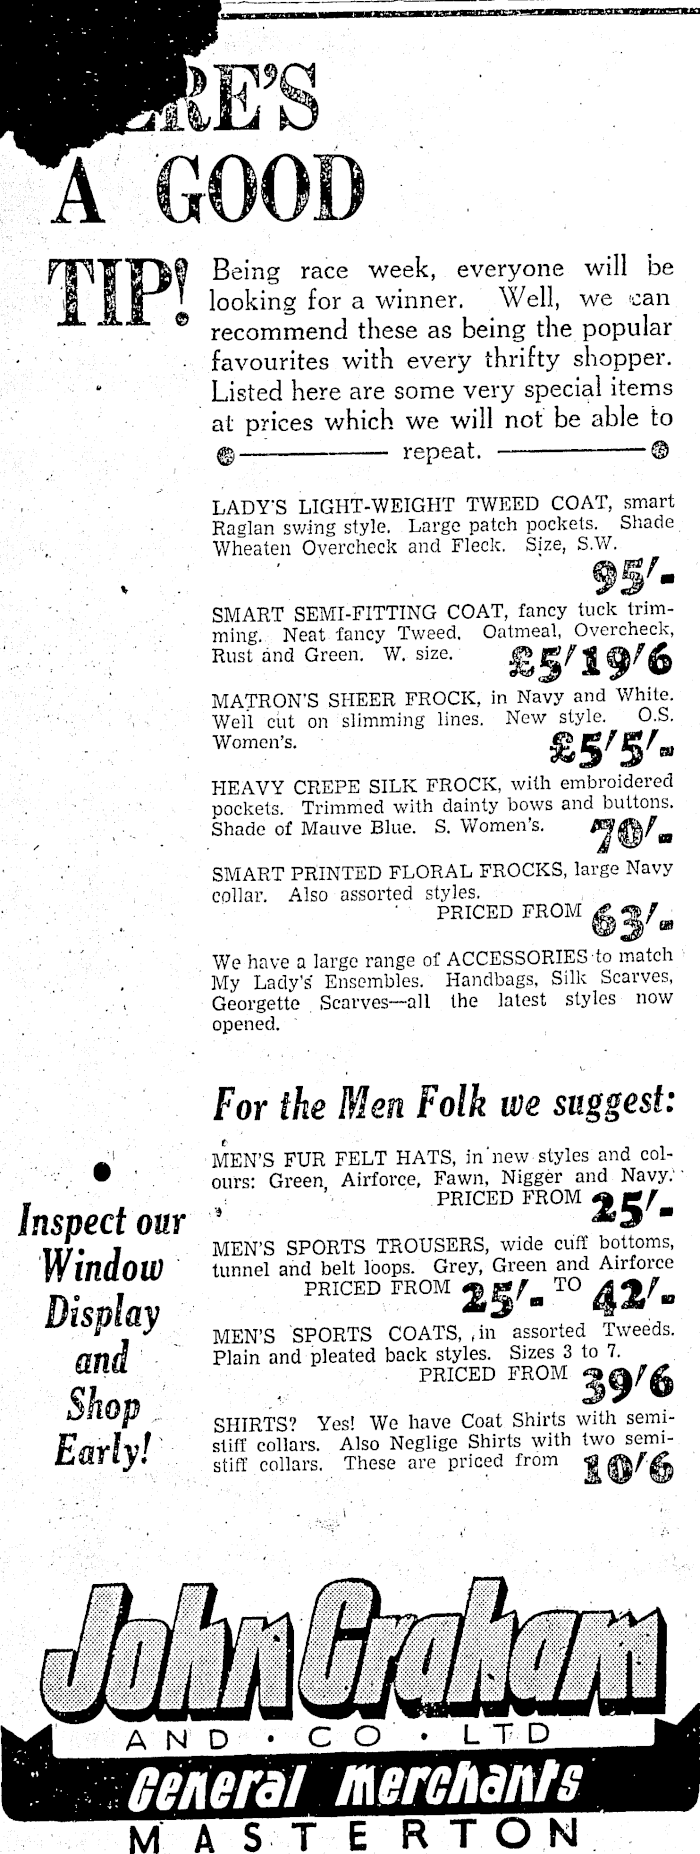 HERE'S
A GOOD
TIP!
Being race week, everyone will be
looking for a winner. Well, we can
recommend these as being the popular
favourites with every thrifty shopper.
Listed here are some very special items
at prices which we will not be able to
repeat.
LADY'S LIGHT-WEIGHT TWEED COAT, smart
Raglan swing style. Large patch pockets. Shade
Wheaten Overcheck and Fleck. Size, S.W.
95/-
SMART SEMI-FITTING COAT, fancy tuck trim-
ming. Neat fancy Tweed. Oatmeal, Overcheck,
Rust and Green. W. size. £5/19/6
MATRON'S SHEER FROCK, in Navy and White.
Well cut on slimming lines. New style. O.S.
Women's. £5/5/-
HEAVY CREPE SILK FROCK, with embroidered
pockets. Trimmed with dainty bows and buttons.
Shade of Mauve Blue. S. Women's. 70/-
SMART PRINTED FLORAL FROCKS, large Navy
collar. Also assorted styles.
PRICED FROM 63/-
We have a large range of ACCESSORIES to match
My Lady's Ensembles. Handbags, Silk Scarves,
Georgette Scarves—all the latest styles now
opened.
For the Men Folk we suggest:
MEN'S FUR FELT HATS, in new styles and col-
ours: Green, Airforce, Fawn, Nigger and Navy.
PRICED FROM 25/-
MEN'S SPORTS TROUSERS, wide cuff bottoms,
tunnel and belt loops. Grey, Green and Airforce
PRICED FROM 25/- TO 42/-
MEN'S SPORTS COATS, in assorted Tweeds.
Plain and pleated back styles. Sizes 3 to 7.
PRICED FROM 39/6
SHIRTS? Yes! We have Coat Shirts with semi-
stiff collars. Also Neglige Shirts with two semi-
stiff collars. These are priced from 10/6
Inspect our
Window
Display
and
Shop
Early!
John Graham
AND · CO · LTD
General Merchants
MASTERTON